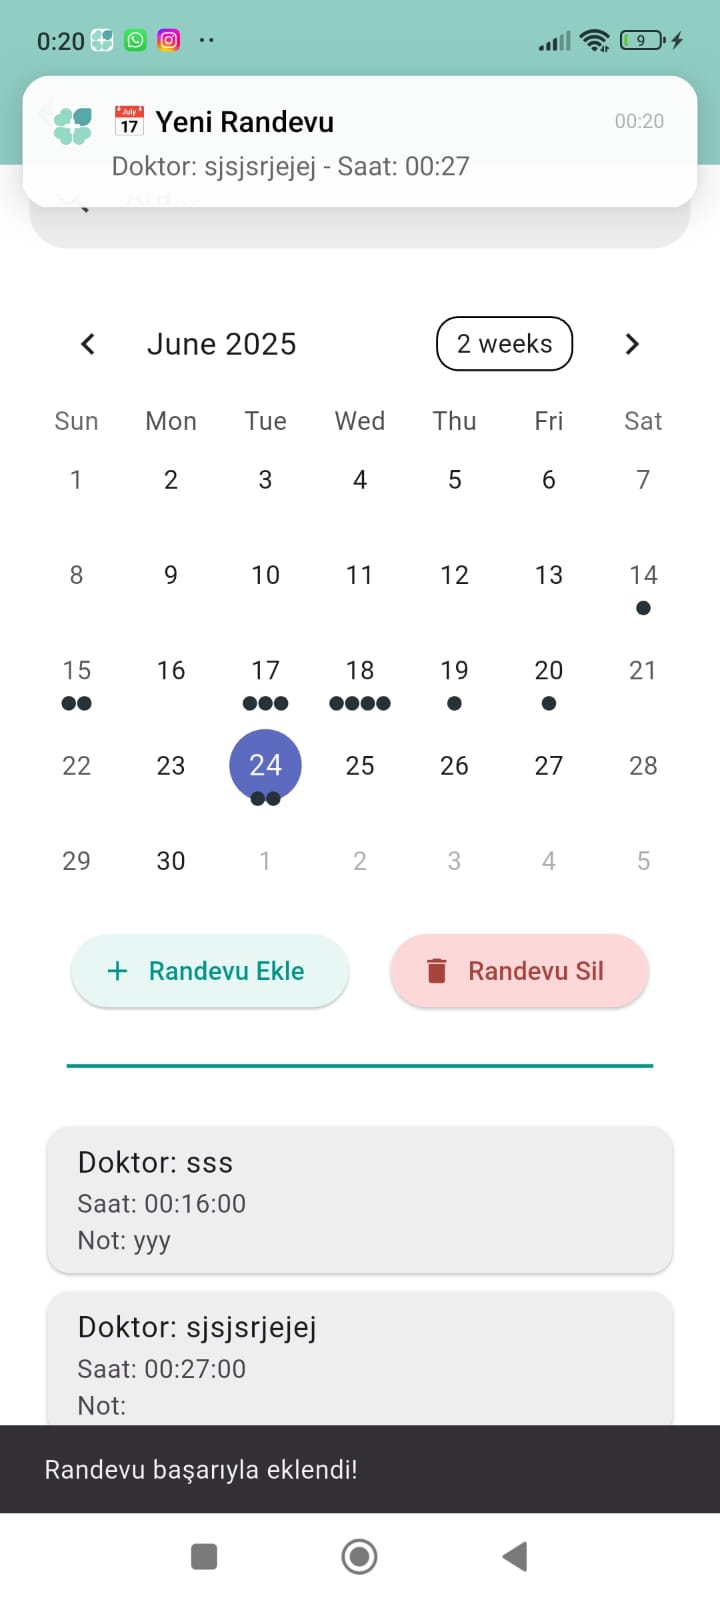 0:20
9
Yeni Randevu
00:20
July
17
Doktor: sjsjsrjejej - Saat: 00:27
June 2025
2 weeks
Sun Mon Tue Wed Thu Fri Sat
1 2 3 4 5 6 7
8 9 10 11 12 13 14
15 16 17 18 19 20 21
22 23 24 25 26 27 28
29 30 1 2 3 4 5
+ Randevu Ekle
Randevu Sil
Doktor: sss
Saat: 00:16:00
Not: yyy
Doktor: sjsjsrjejej
Saat: 00:27:00
Not:
Randevu başarıyla eklendi!